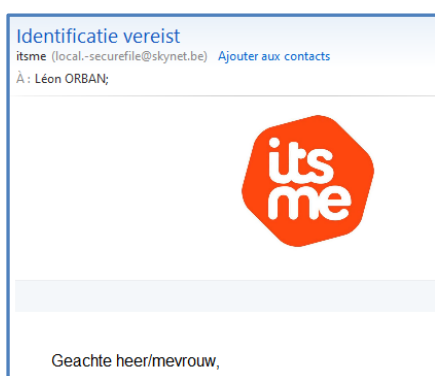 Identificatie vereist
itsme (local.-securefile@skynet.be) Ajouter aux contacts
À : Léon ORBAN;
its
me
Geachte heer/mevrouw,